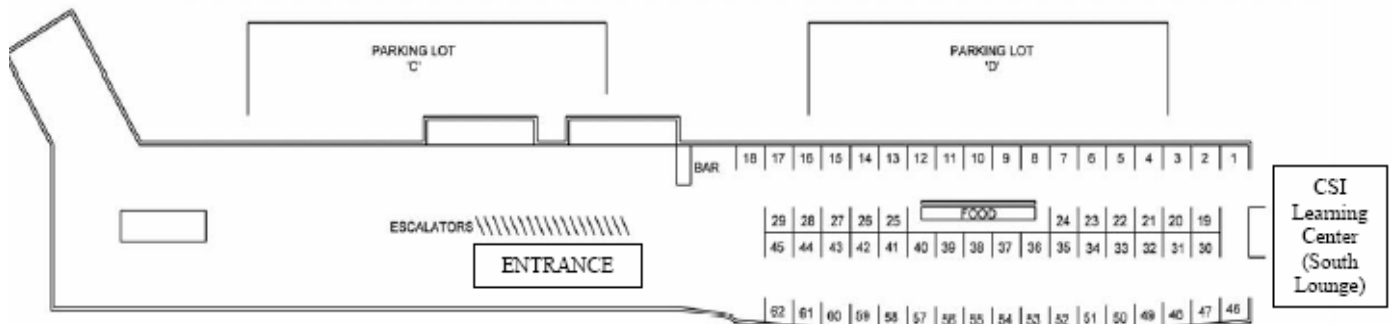 PARKING LOT
'C'
PARKING LOT
'D'
BAR
18 17 16 15 14 13 12 11 10 9 8 7 6 5 4 3 2 1
CSI
Learning
Center
(South
Lounge)
ESCALATORS
ENTRANCE
29 28 27 26 25 FOOD 24 23 22 21 20 19
45 44 43 42 41 40 39 38 37 36 35 34 33 32 31 30
62 61 60 59 58 57 56 55 54 53 52 51 50 49 48 47 46